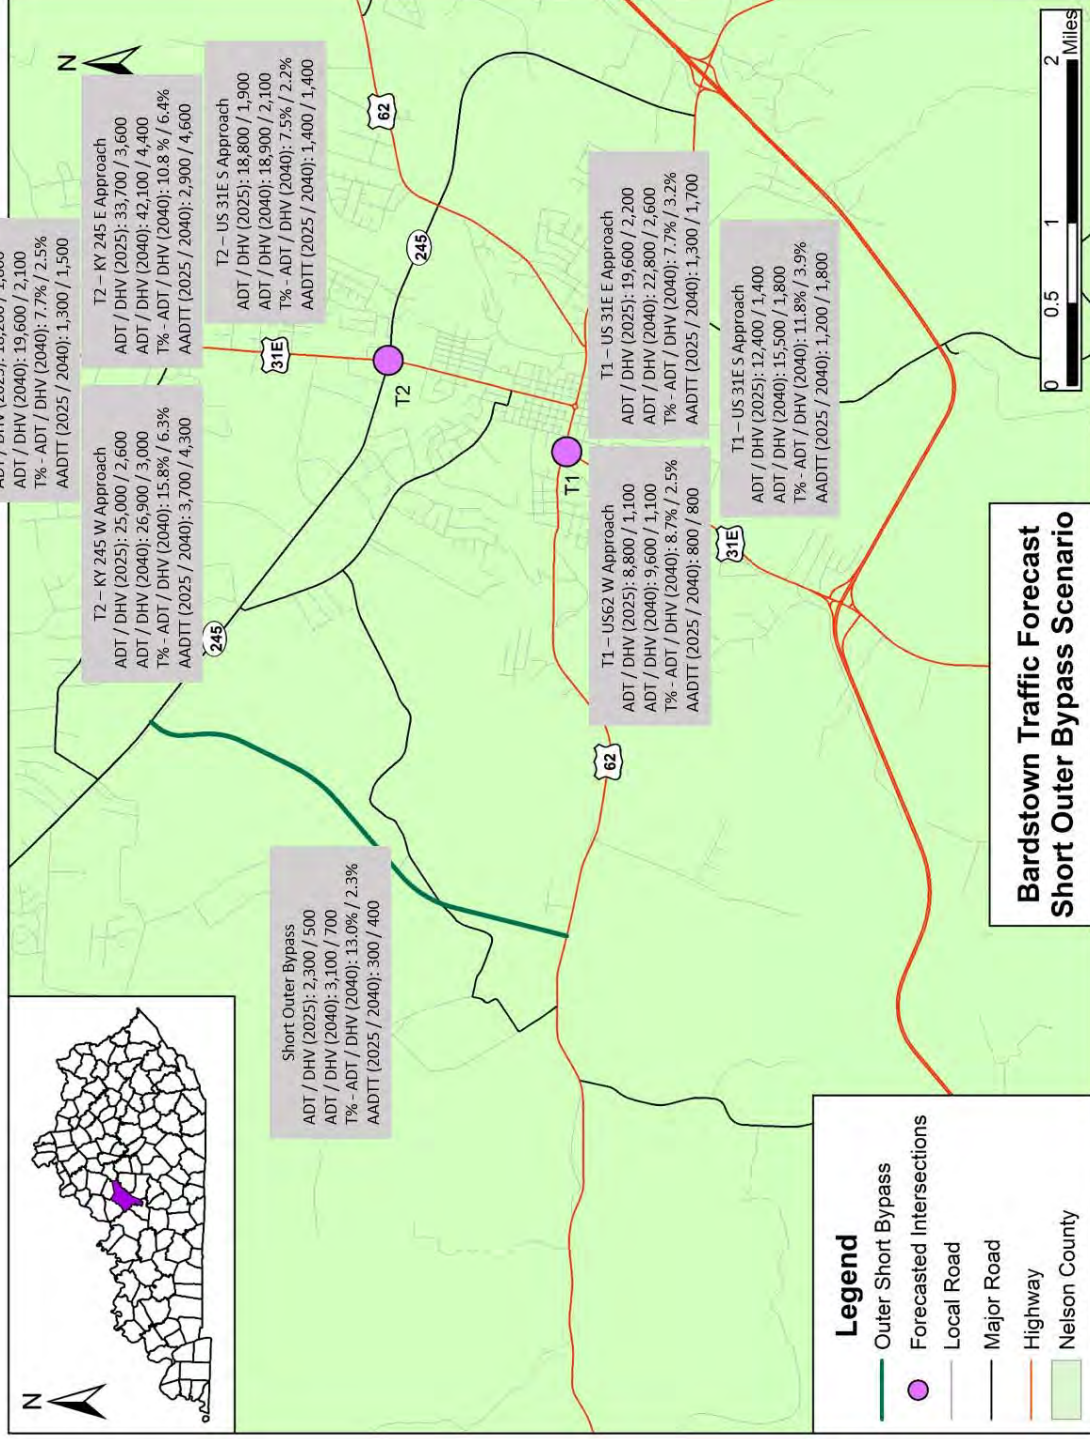 N
ADT / DHV (2040): 19,600 / 2,100
T% - ADT / DHV (2040): 7.7% / 2.5%
AADTT (2025 / 2040): 1,300 / 1,500
T2 – KY 245 W Approach
ADT / DHV (2025): 25,000 / 2,600
ADT / DHV (2040): 26,900 / 3,000
T% - ADT / DHV (2040): 15.8% / 6.3%
AADTT (2025 / 2040): 3,700 / 4,300
T2 – KY 245 E Approach
ADT / DHV (2025): 33,700 / 3,600
ADT / DHV (2040): 42,100 / 4,400
T% - ADT / DHV (2040): 10.8 % / 6.4%
AADTT (2025 / 2040): 2,900 / 4,600
N
T2 – US 31E S Approach
ADT / DHV (2025): 18,800 / 1,900
ADT / DHV (2040): 18,900 / 2,100
T% - ADT / DHV (2040): 7.5% / 2.2%
AADTT (2025 / 2040): 1,400 / 1,400
245
31E
62
T2
245
Short Outer Bypass
ADT / DHV (2025): 2,300 / 500
ADT / DHV (2040): 3,100 / 700
T% - ADT / DHV (2040): 13.0% / 2.3%
AADTT (2025 / 2040): 300 / 400
T1
62
T1 – US62 W Approach
ADT / DHV (2025): 8,800 / 1,100
ADT / DHV (2040): 9,600 / 1,100
T% - ADT / DHV (2040): 8.7% / 2.5%
AADTT (2025 / 2040): 800 / 800
T1 – US 31E E Approach
ADT / DHV (2025): 19,600 / 2,200
ADT / DHV (2040): 22,800 / 2,600
T% - ADT / DHV (2040): 7.7% / 3.2%
AADTT (2025 / 2040): 1,300 / 1,700
31E
T1 – US 31E S Approach
ADT / DHV (2025): 12,400 / 1,400
ADT / DHV (2040): 15,500 / 1,800
T% - ADT / DHV (2040): 11.8% / 3.9%
AADTT (2025 / 2040): 1,200 / 1,800
Legend
Outer Short Bypass
Forecasted Intersections
Local Road
Major Road
Highway
Nelson County
Bardstown Traffic Forecast
Short Outer Bypass Scenario
0 0.5 1 2
Miles